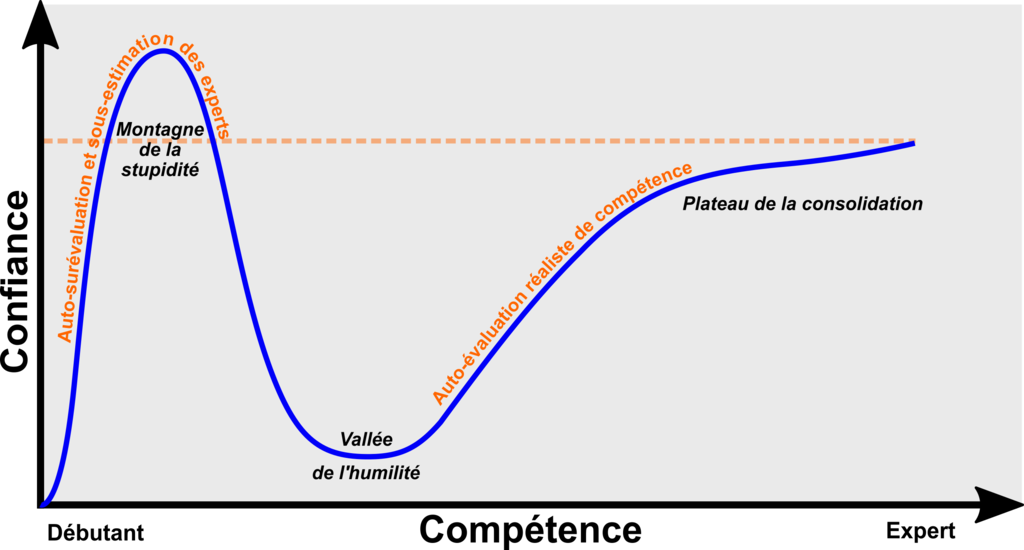 Auto-surévaluation et sous-estimation des experts
Montagne
de la
stupidité
Auto-évaluation réaliste de compétence
Plateau de la consolidation
Vallée
de l'humilité
Confiance
Débutant
Compétence
Expert